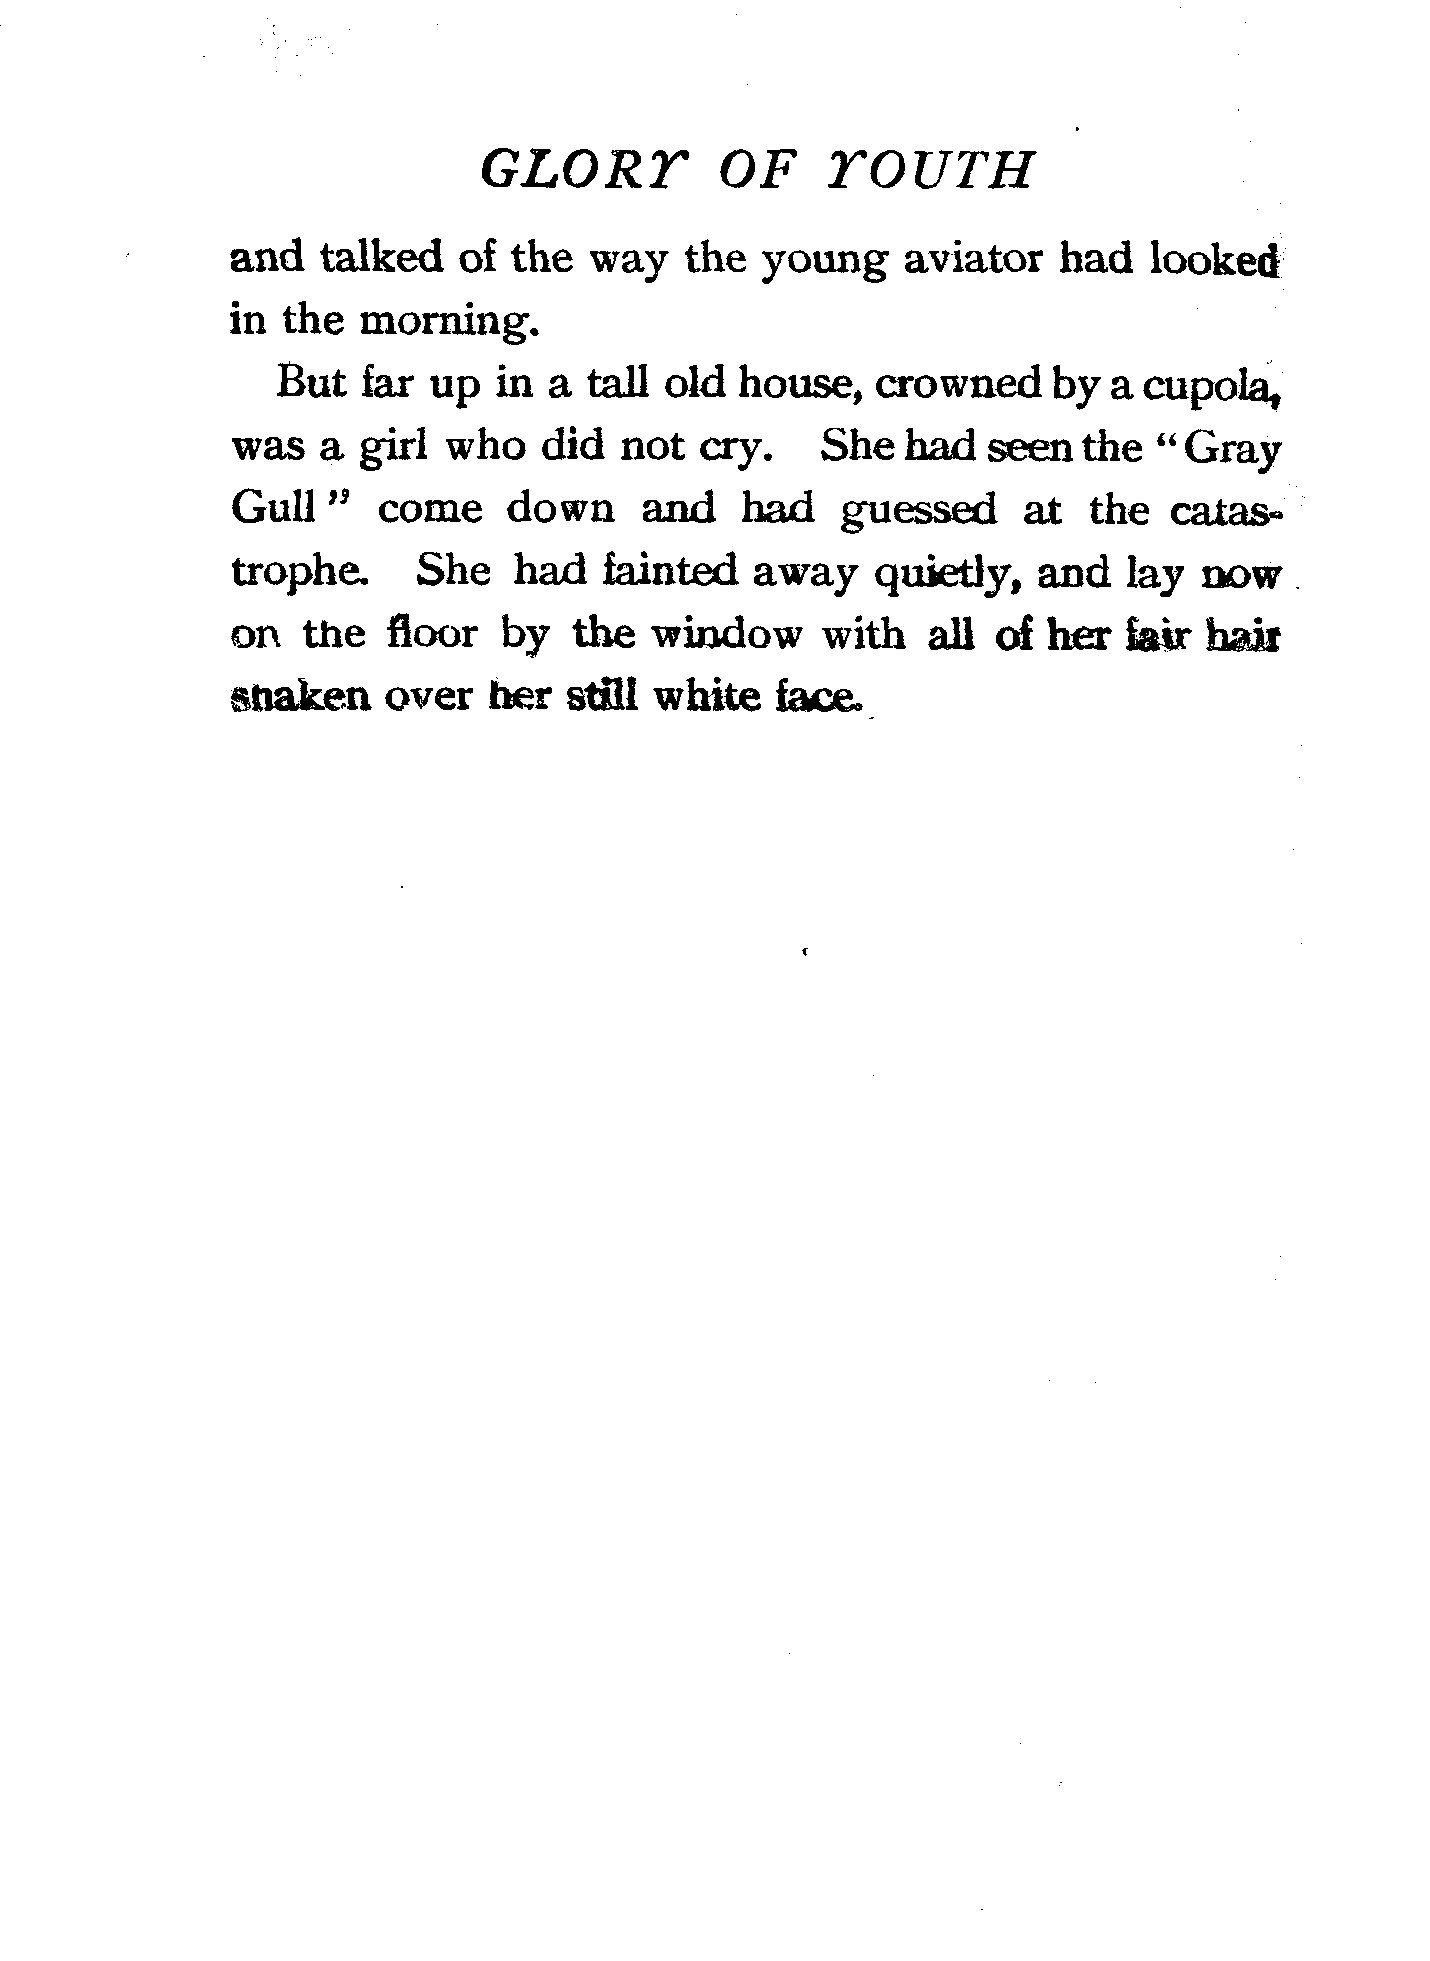 GLORY OF YOUTH
and talked of the way the young aviator had looked
in the morning.
But far up in a tall old house, crowned by a cupola,
was a girl who did not cry. She had seen the “Gray
Gull” come down and had guessed at the catas-
trophe. She had fainted away quietly, and lay now
on the floor by the window with all of her fair hair
shaken over her still white face.